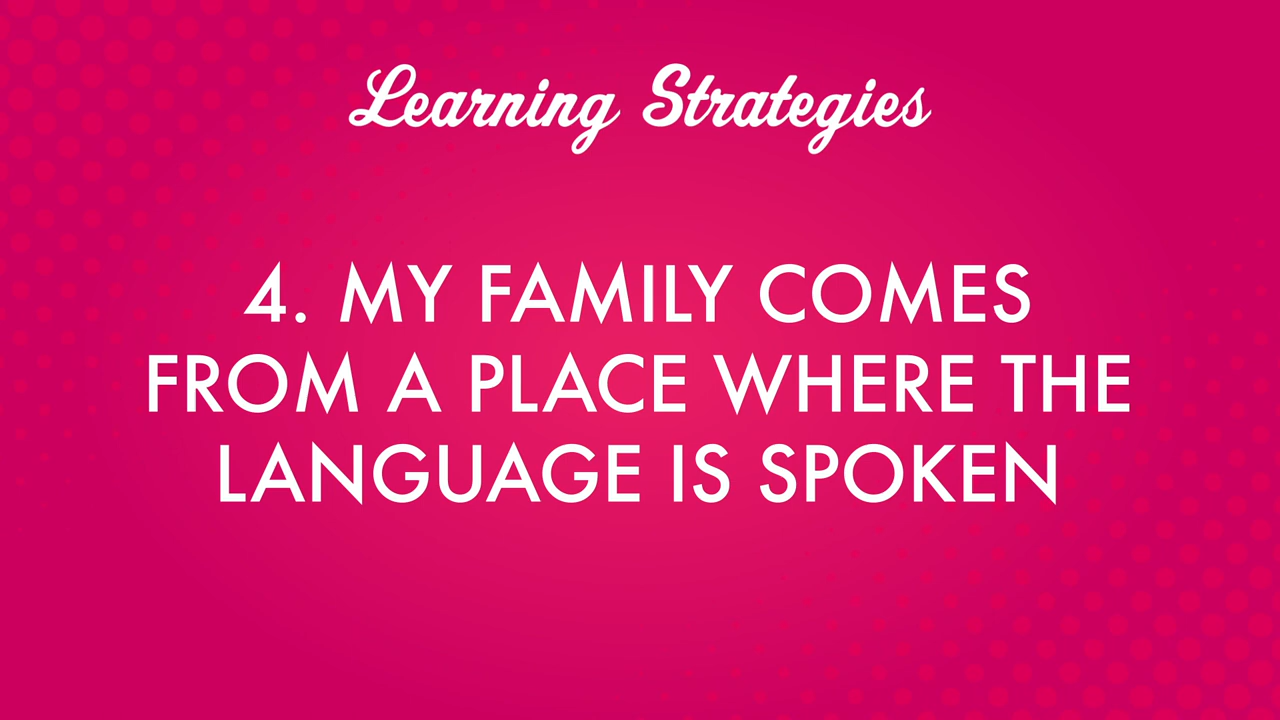 Learning Strategies
4. MY FAMILY COMES
FROM A PLACE WHERE THE
LANGUAGE IS SPOKEN